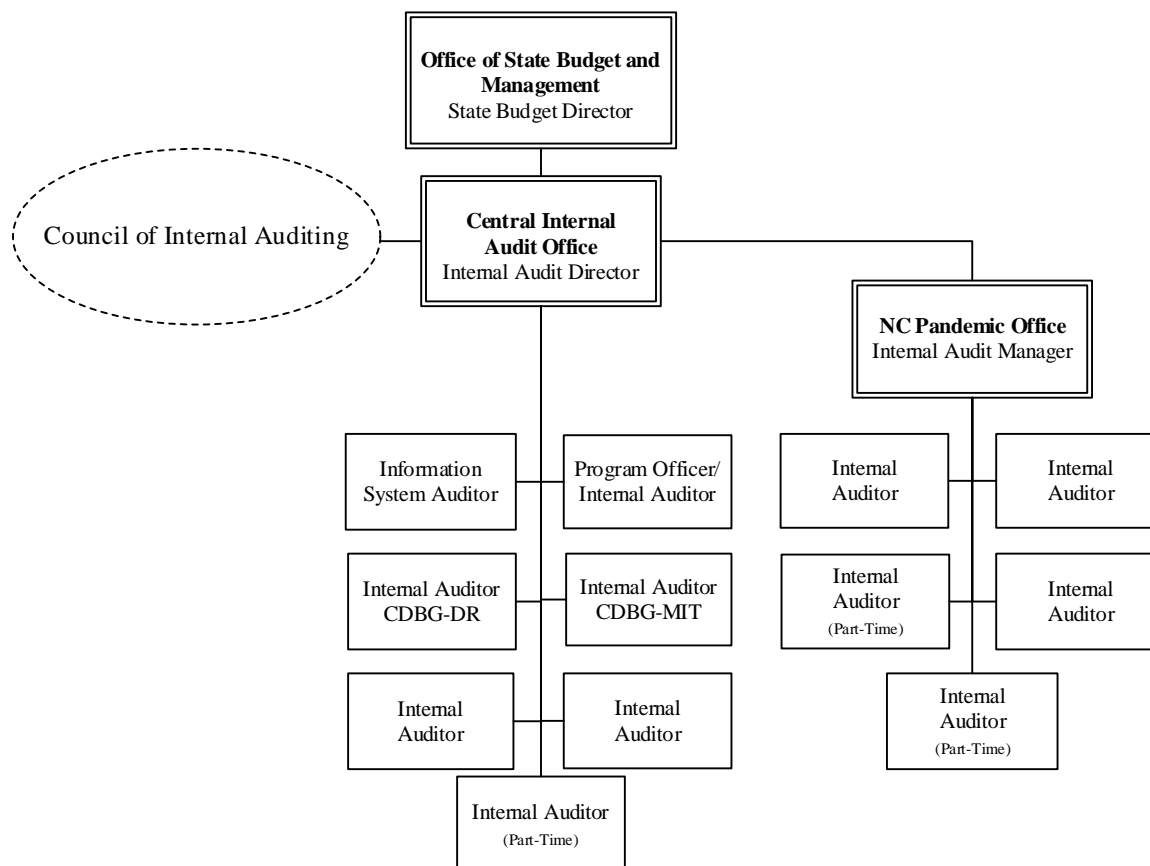 Office of State Budget and
Management
State Budget Director
Council of Internal Auditing
Central Internal
Audit Office
Internal Audit Director
NC Pandemic Office
Internal Audit Manager
Information
System Auditor
Program Officer/
Internal Auditor
Internal
Auditor
Internal
Auditor
Internal Auditor
CDBG-DR
Internal Auditor
CDBG-MIT
Internal
Auditor
(Part-Time)
Internal
Auditor
Internal
Auditor
Internal
Auditor
Internal
Auditor
(Part-Time)
Internal Auditor
(Part-Time)